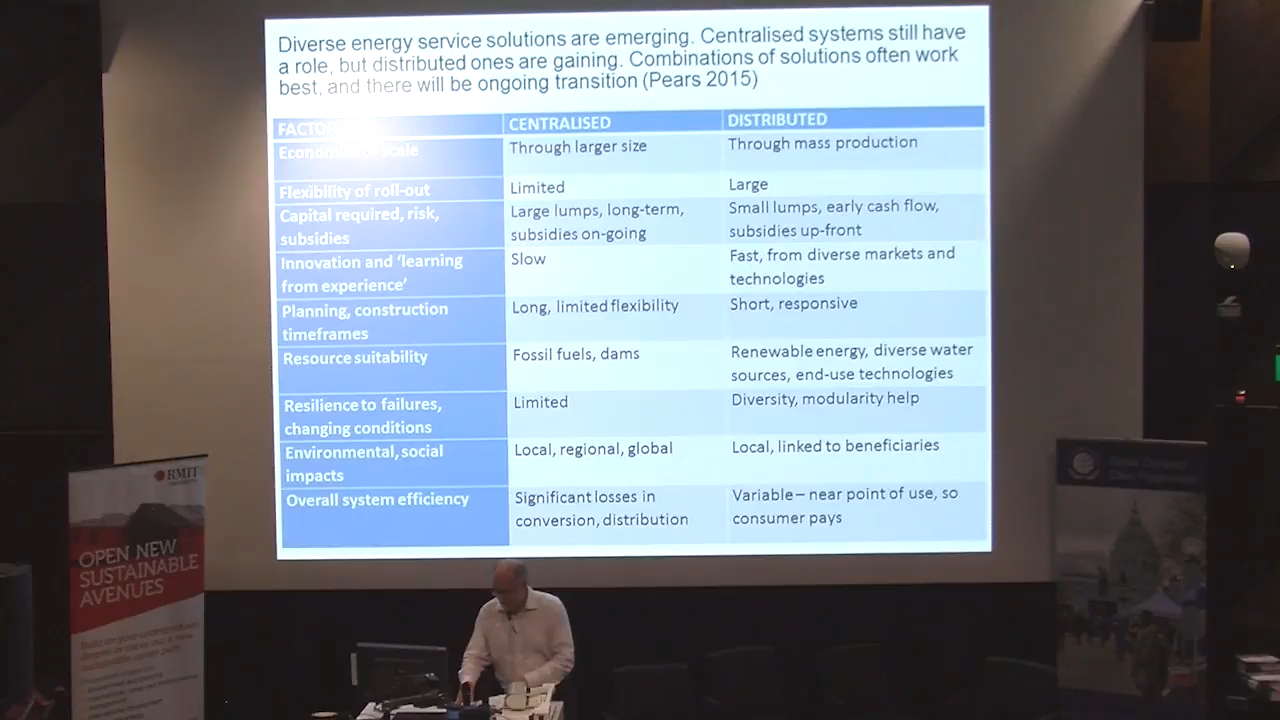 Diverse energy service solutions are emerging. Centralised systems still have
a role, but distributed ones are gaining. Combinations of solutions often work
best, and there will be ongoing transition (Pears 2015)
CENTRALISED DISTRIBUTED
Economies of scale Through larger size Through mass production
Flexibility of roll-out Limited Large
Capital required, risk, Large lumps, long-term, Small lumps, early cash flow,
subsidies subsidies on-going subsidies up-front
Innovation and ‘learning Slow Fast, from diverse markets and
from experience’ technologies
Planning, construction Long, limited flexibility Short, responsive
timeframes
Resource suitability Fossil fuels, dams Renewable energy, diverse water
sources, end-use technologies
Resilience to failures, Limited Diversity, modularity help
changing conditions
Environmental, social Local, regional, global Local, linked to beneficiaries
impacts
Overall system efficiency Significant losses in Variable – near point of use, so
conversion, distribution consumer pays
RMIT
OPEN NEW
SUSTAINABLE
AVENUES